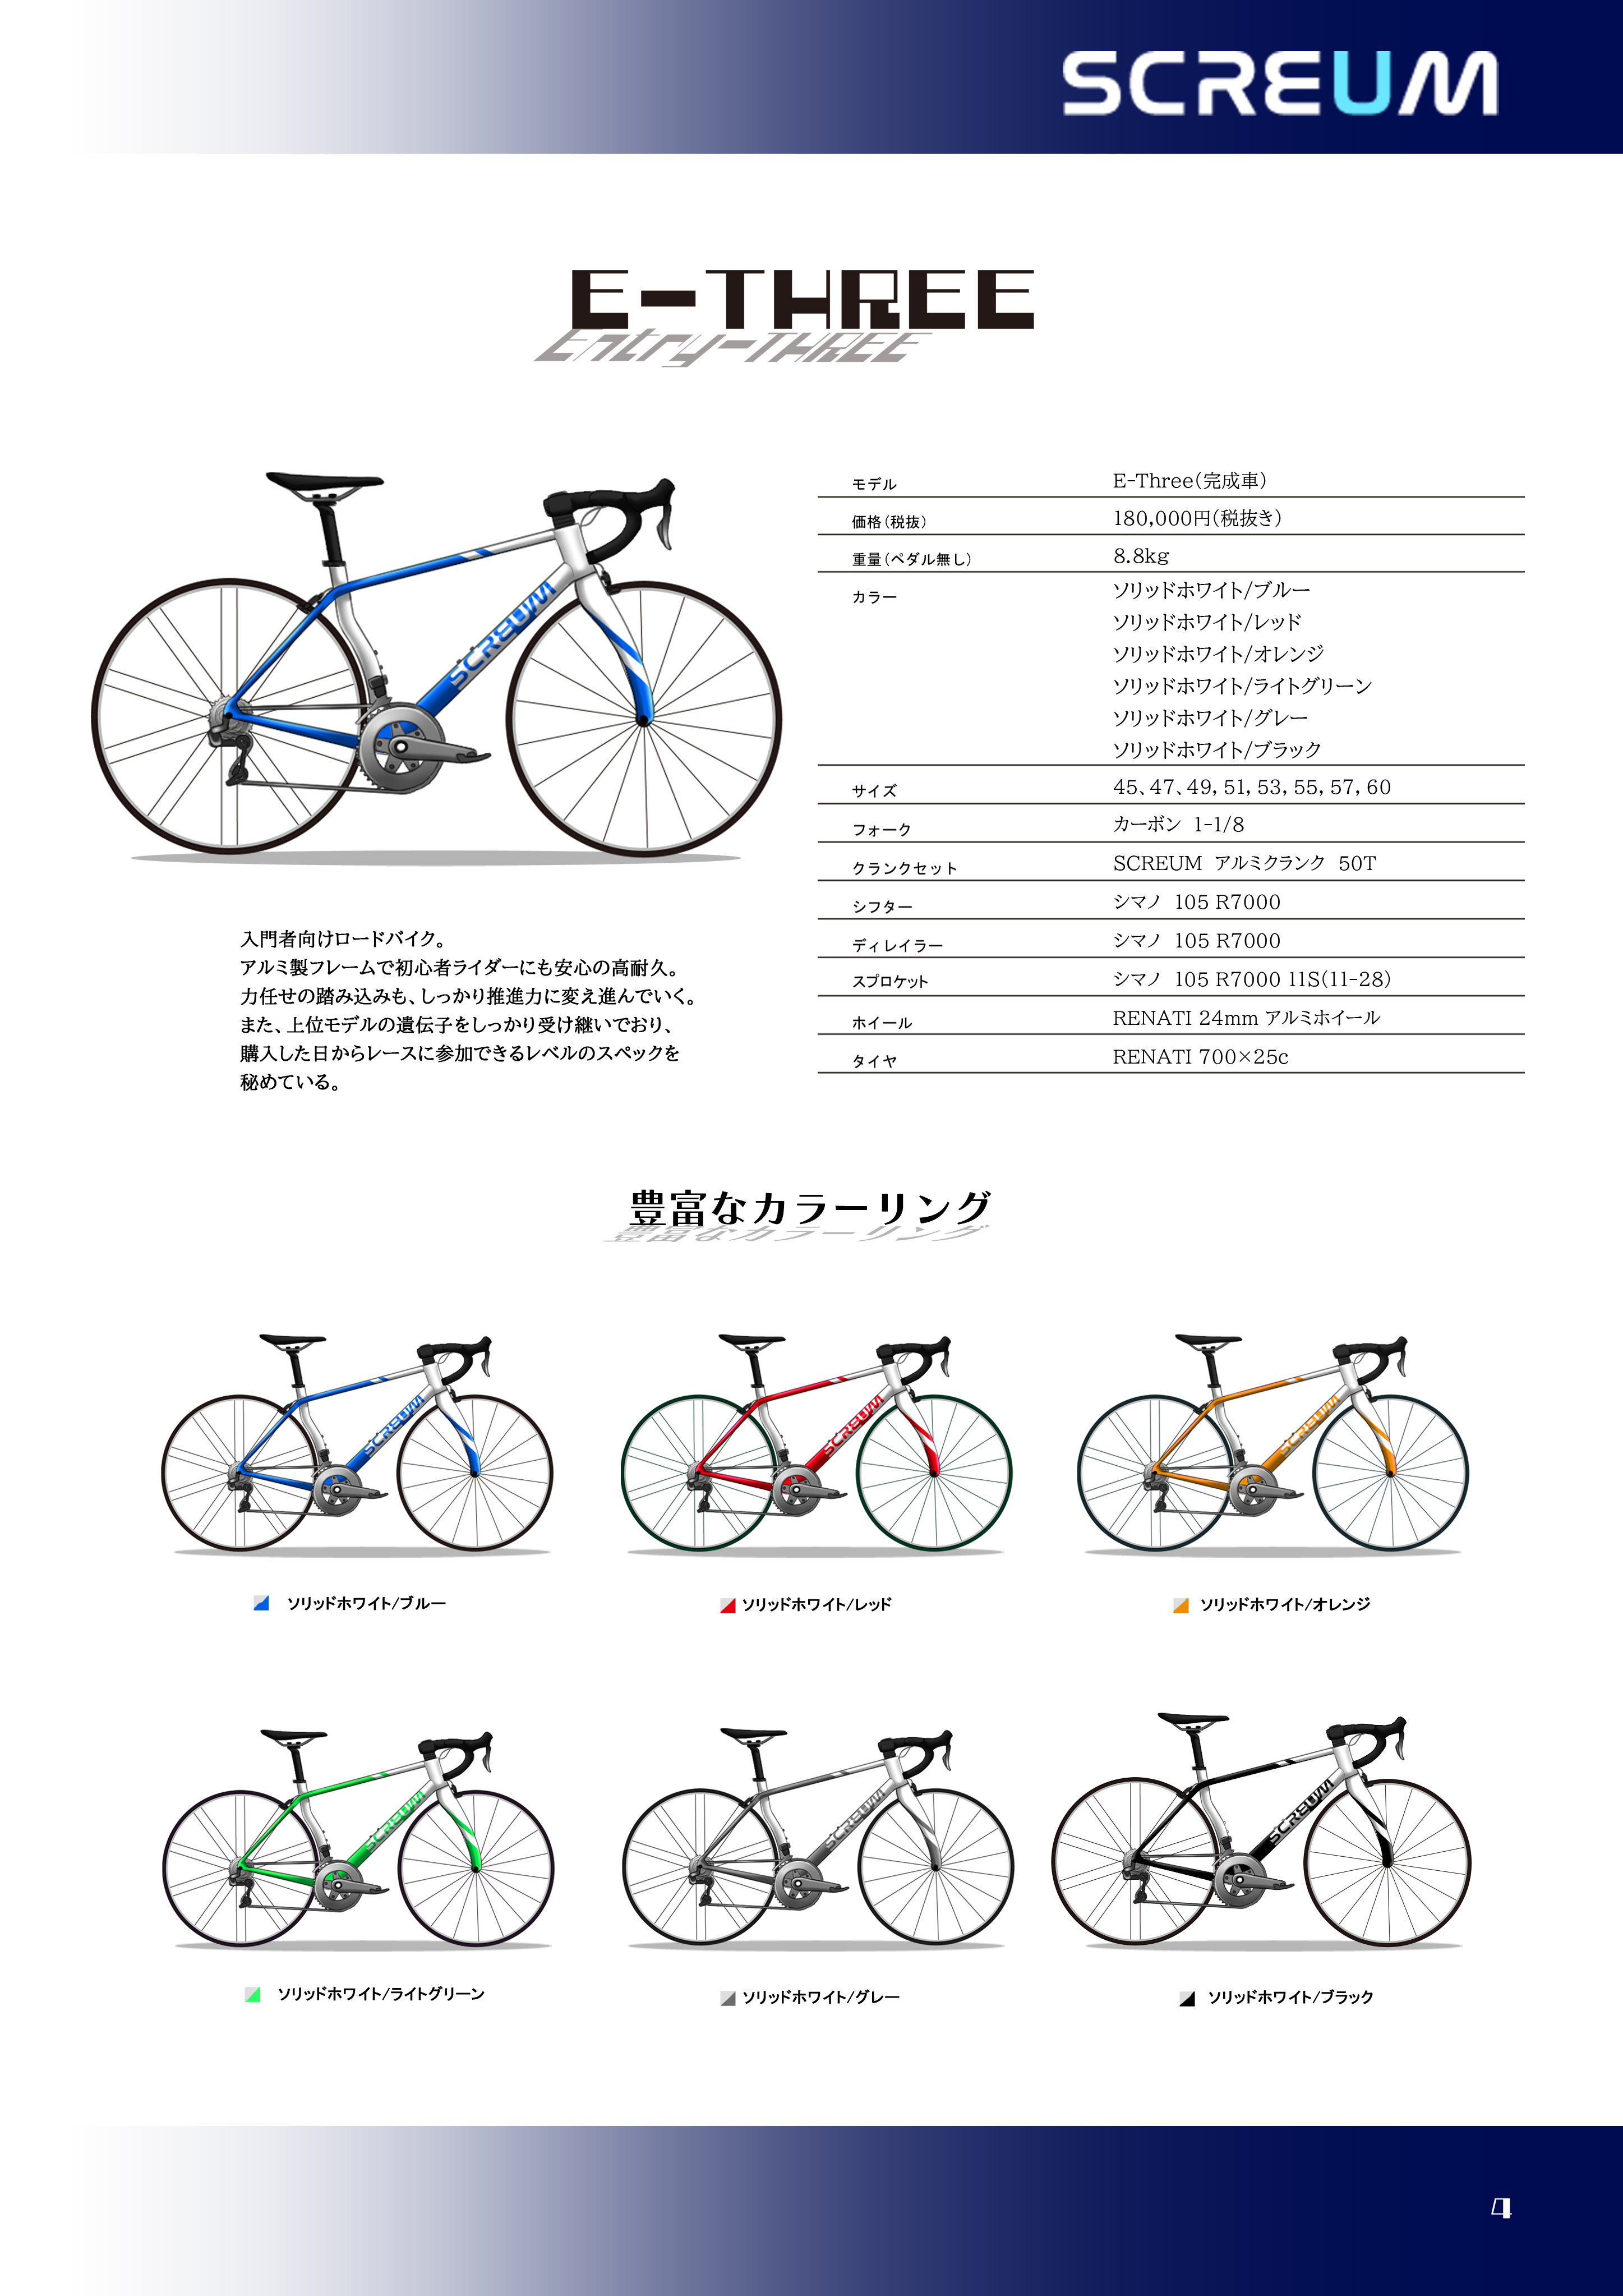 SCREUM
E-THREE
Entry-THREE
SCREUM
モデル E-Three(完成車)
価格(税抜) 180,000円(税抜き)
重量(ペダル無し) 8.8kg
カラー ソリッドホワイト/ブルー
ソリッドホワイト/レッド
ソリッドホワイト/オレンジ
ソリッドホワイト/ライトグリーン
ソリッドホワイト/グレー
ソリッドホワイト/ブラック
サイズ 45、47、49, 51, 53, 55, 57, 60
フォーク カーボン 1-1/8
クランクセット SCREUM アルミクランク 50T
シフター シマノ 105 R7000
ディレイラー シマノ 105 R7000
スプロケット シマノ 105 R7000 11S(11-28)
ホイール RENATI 24mm アルミホイール
タイヤ RENATI 700×25c
入門者向けロードバイク。
アルミ製フレームで初心者ライダーにも安心の高耐久。
力任せの踏み込みも、しっかり推進力に変え進んでいく。
また、上位モデルの遺伝子をしっかり受け継いでおり、
購入した日からレースに参加できるレベルのスペックを
秘めている。
豊富なカラーリング
豊富なカラーリング
SCREUM
SCREUM
SCREUM
ソリッドホワイト/ブルー
ソリッドホワイト/レッド
ソリッドホワイト/オレンジ
SCREUM
SCREUM
SCREUM
ソリッドホワイト/ライトグリーン
ソリッドホワイト/グレー
ソリッドホワイト/ブラック
4